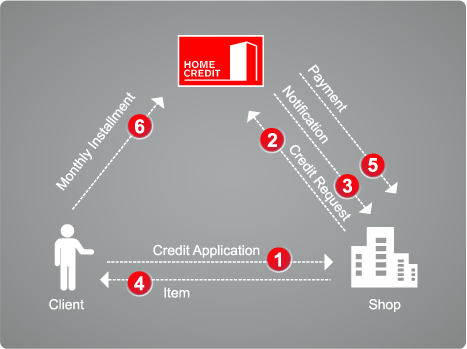 HOME
CREDIT
Payment
Notification
Credit Request
Monthly Installment
6
2
5
3
Credit Application
1
4
Item
Client
Shop